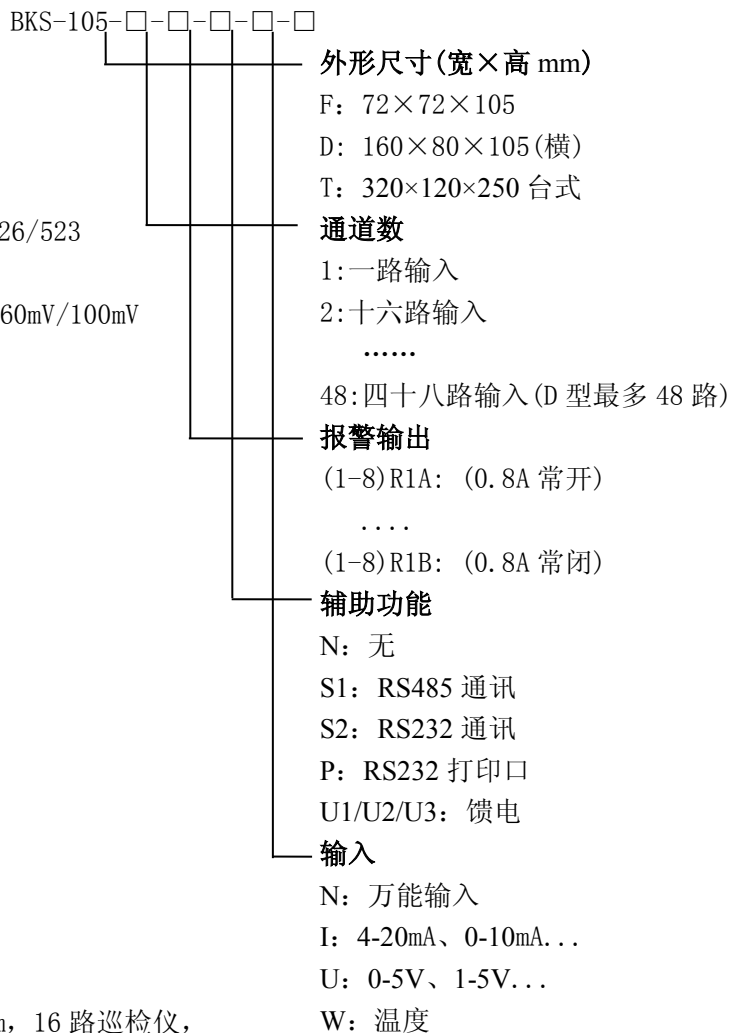 BKS-105-□-□-□-□-□
外形尺寸(宽×高 mm)
F: 72×72×105
D: 160×80×105(横)
T: 320×120×250 台式
26/523
通道数
1:一路输入
60mV/100mV
2:十六路输入
......
48:四十八路输入(D 型最多 48 路)
报警输出
(1-8)R1A: (0.8A 常开)
....
(1-8)R1B: (0.8A 常闭)
辅助功能
N: 无
S1: RS485 通讯
S2: RS232 通讯
P: RS232 打印口
U1/U2/U3: 馈电
输入
N: 万能输入
I: 4-20mA、0-10mA...
U: 0-5V、1-5V...
, 16 路巡检仪,
W: 温度